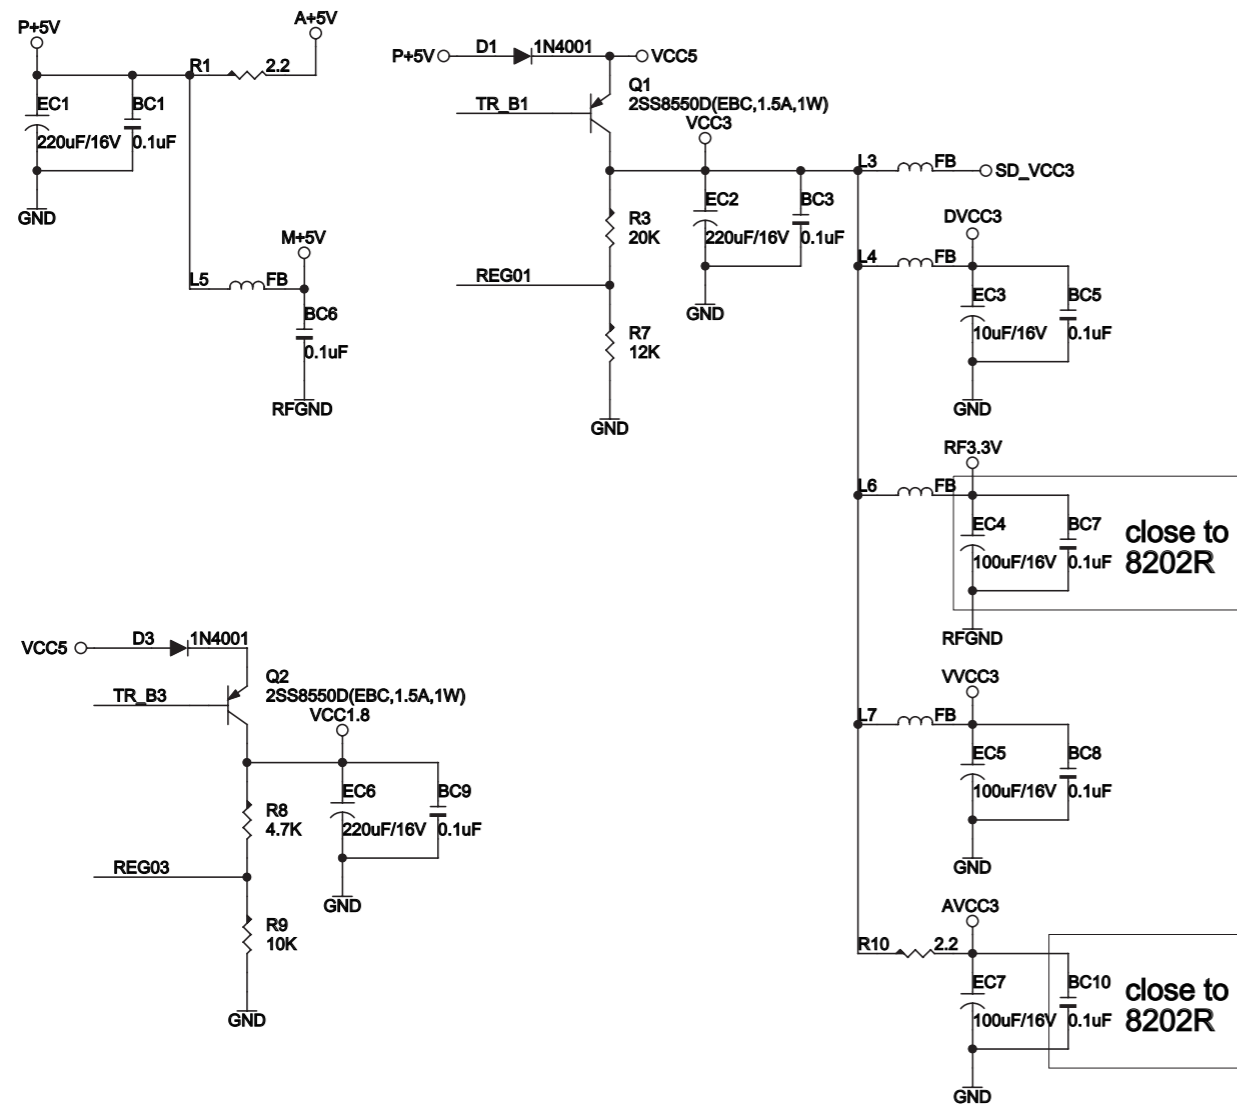 P+5V
A+5V
R1
2.2
EC1
220uF/16V
BC1
0.1uF
GND
M+5V
L5
FB
BC6
0.1uF
RFGND
P+5V
D1
1N4001
VCC5
Q1
2SS8550D(EBC,1.5A,1W)
TR_B1
VCC3
R3
20K
EC2
220uF/16V
BC3
0.1uF
GND
REG01
R7
12K
GND
L3
FB
SD_VCC3
DVCC3
L4
FB
EC3
10uF/16V
BC5
0.1uF
GND
RF3.3V
L6
FB
EC4
100uF/16V
BC7
0.1uF
close to
8202R
RFGND
VVCC3
L7
FB
EC5
100uF/16V
BC8
0.1uF
GND
AVCC3
R10
2.2
EC7
100uF/16V
BC10
0.1uF
close to
8202R
GND
VCC5
D3
1N4001
Q2
2SS8550D(EBC,1.5A,1W)
TR_B3
VCC1.8
R8
4.7K
EC6
220uF/16V
BC9
0.1uF
GND
REG03
R9
10K
GND